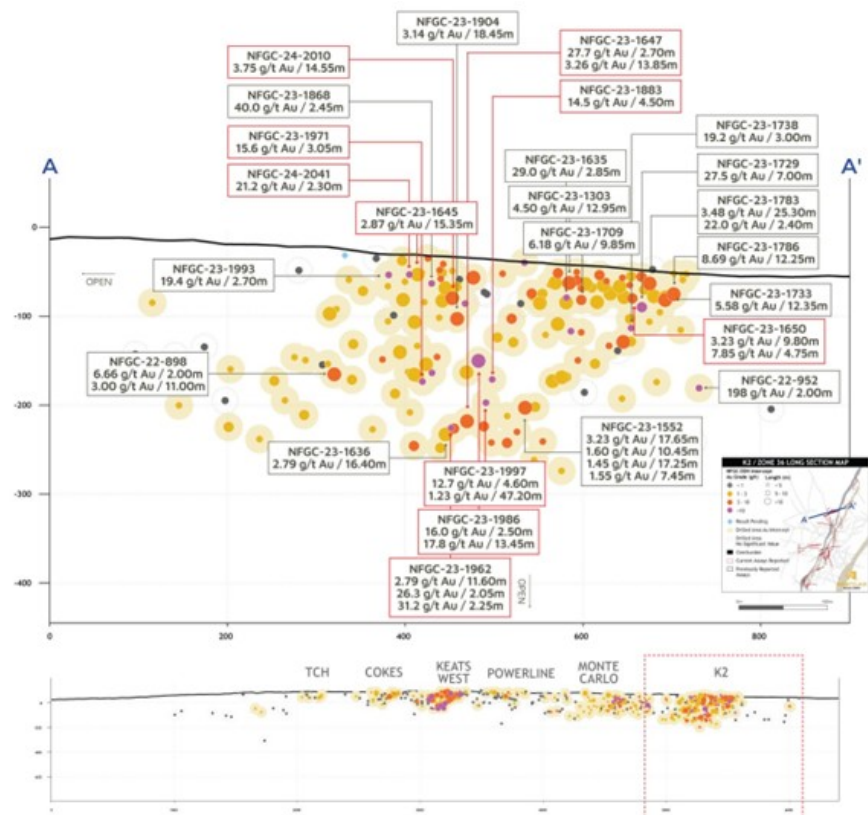 NFGC-23-1904
3.14 g/t Au / 18.45m
NFGC-24-2010
3.75 g/t Au / 14.55m
NFGC-23-1647
27.7 g/t Au / 2.70m
3.26 g/t Au / 13.85m
NFGC-23-1868
40.0 g/t Au / 2.45m
NFGC-23-1883
14.5 g/t Au / 4.50m
NFGC-23-1971
15.6 g/t Au / 3.05m
NFGC-23-1738
19.2 g/t Au / 3.00m
NFGC-24-2041
21.2 g/t Au / 2.30m
NFGC-23-1635
29.0 g/t Au / 2.85m
NFGC-23-1729
27.5 g/t Au / 7.00m
A
A'
NFGC-23-1645
2.87 g/t Au / 15.35m
NFGC-23-1303
4.50 g/t Au / 12.95m
NFGC-23-1783
3.48 g/t Au / 25.30m
22.0 g/t Au / 2.40m
NFGC-23-1709
6.18 g/t Au / 9.85m
NFGC-23-1786
8.69 g/t Au / 12.25m
0
OPEN
NFGC-23-1993
19.4 g/t Au / 2.70m
NFGC-23-1733
5.58 g/t Au / 12.35m
-100
NFGC-23-1650
3.23 g/t Au / 9.80m
7.85 g/t Au / 4.75m
NFGC-22-898
6.66 g/t Au / 2.00m
3.00 g/t Au / 11.00m
NFGC-22-952
198 g/t Au / 2.00m
-200
NFGC-23-1636
2.79 g/t Au / 16.40m
NFGC-23-1552
3.23 g/t Au / 17.65m
1.60 g/t Au / 10.45m
1.45 g/t Au / 17.25m
1.55 g/t Au / 7.45m
NFGC-23-1997
12.7 g/t Au / 4.60m
1.23 g/t Au / 47.20m
K2 / ZONE 36 LONG SECTION MAP
Length (m)
Result Pending
No Significant Value
Overburden
Current Assays Reported
Previously Reported
Assays
A
A'
-300
NFGC-23-1986
16.0 g/t Au / 2.50m
17.8 g/t Au / 13.45m
NFGC-23-1962
2.79 g/t Au / 11.60m
26.3 g/t Au / 2.05m
31.2 g/t Au / 2.25m
OPEN
-400
0
200
400
600
800
TCH
COKES
KEATS
WEST
POWERLINE
MONTE
CARLO
K2